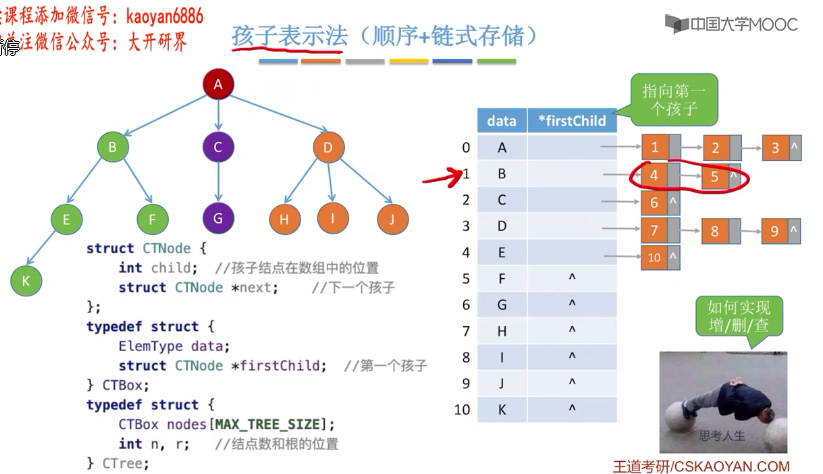 课程添加微信号：kaoyan6886
关注微信公众号：大开研界
暂停
孩子表示法（顺序+链式存储）
中国大学MOOC
指向第一个孩子
A
B
C
D
E
F
G
H
I
J
K
data *firstChild
0 A 1 2 3 ^
1 B 4 5 ^
2 C 6 ^
3 D 7 8 9 ^
4 E 10 ^
5 F ^
6 G ^
7 H ^
8 I ^
9 J ^
10 K ^
struct CTNode {
int child; //孩子结点在数组中的位置
struct CTNode *next; //下一个孩子
};
typedef struct {
ElemType data;
struct CTNode *firstChild; //第一个孩子
} CTBox;
typedef struct {
CTBox nodes[MAX_TREE_SIZE];
int n, r; //结点数和根的位置
} CTree;
如何实现
增/删/查
思考人生
王道考研/CSKAOYAN.COM